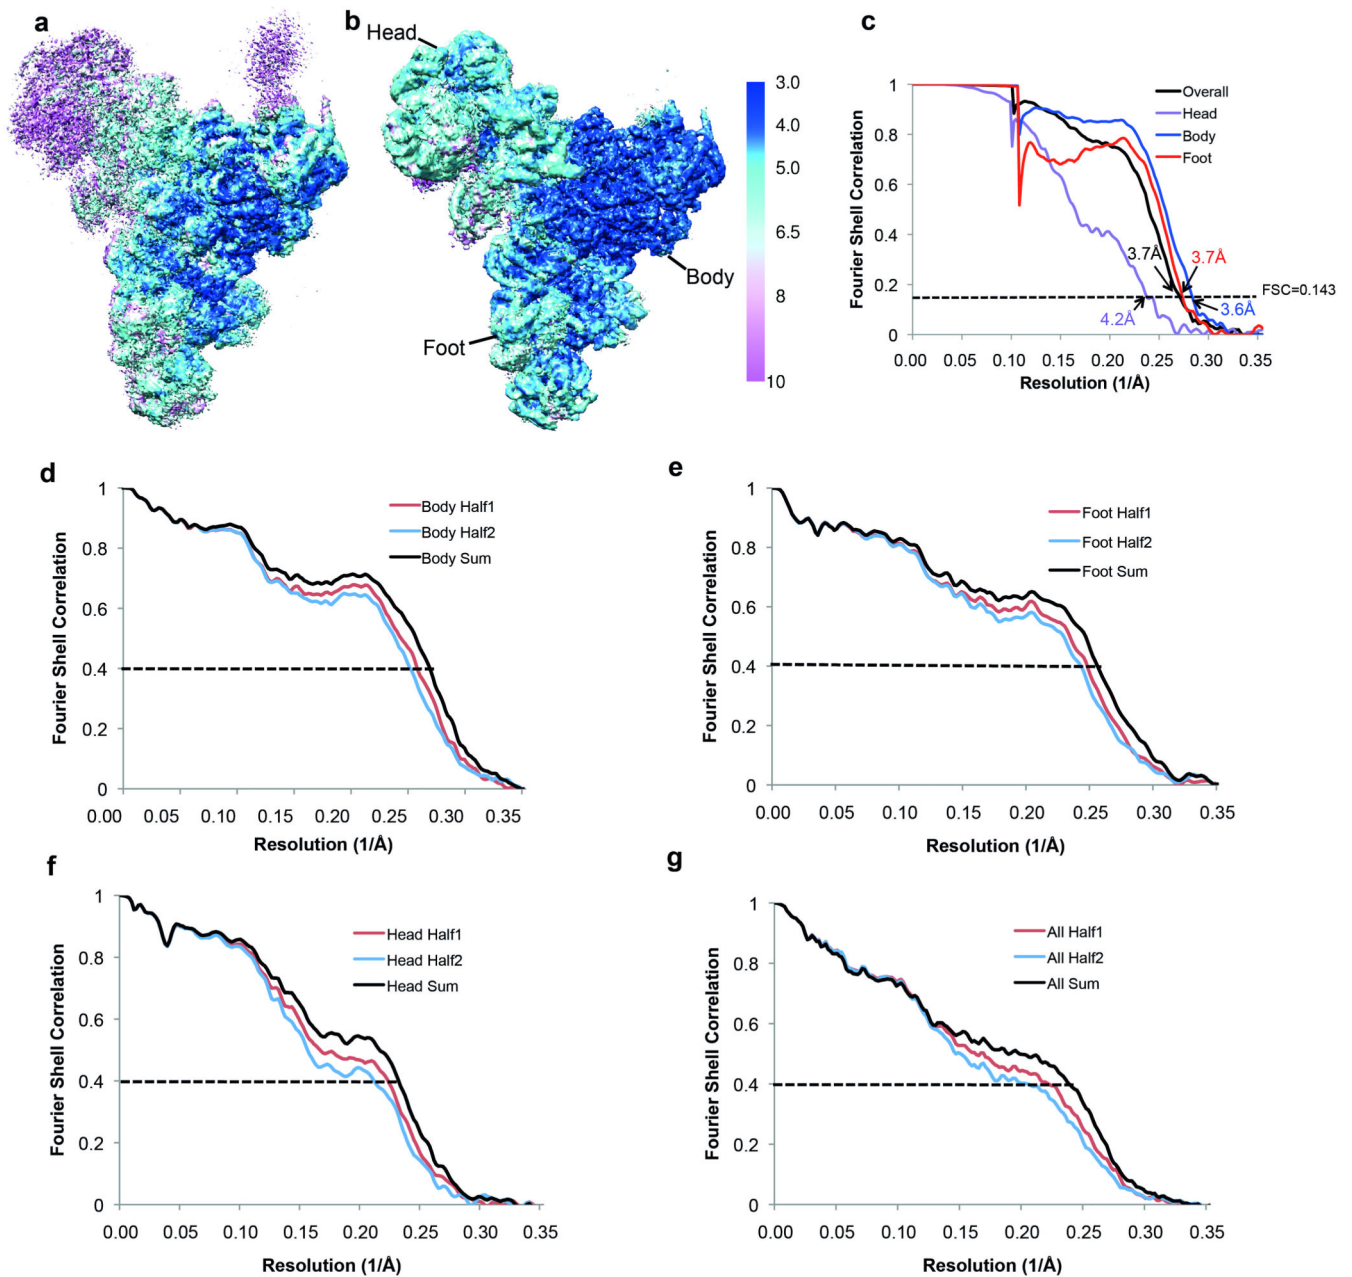 a
b
Head
Body
Foot
3.0
4.0
5.0
6.5
8
10
c
Fourier Shell Correlation
1
0.8
0.6
0.4
0.2
0
Overall
Head
Body
Foot
3.7Å
3.7Å
4.2Å
3.6Å
FSC=0.143
0.00 0.05 0.10 0.15 0.20 0.25 0.30 0.35
Resolution (1/Å)
d
Fourier Shell Correlation
1
0.8
0.6
0.4
0.2
0
Body Half1
Body Half2
Body Sum
0.00 0.05 0.10 0.15 0.20 0.25 0.30 0.35
Resolution (1/Å)
e
Fourier Shell Correlation
1
0.8
0.6
0.4
0.2
0
Foot Half1
Foot Half2
Foot Sum
0.00 0.05 0.10 0.15 0.20 0.25 0.30 0.35
Resolution (1/Å)
f
Fourier Shell Correlation
1
0.8
0.6
0.4
0.2
0
Head Half1
Head Half2
Head Sum
0.00 0.05 0.10 0.15 0.20 0.25 0.30 0.35
Resolution (1/Å)
g
Fourier Shell Correlation
1
0.8
0.6
0.4
0.2
0
All Half1
All Half2
All Sum
0.00 0.05 0.10 0.15 0.20 0.25 0.30 0.35
Resolution (1/Å)